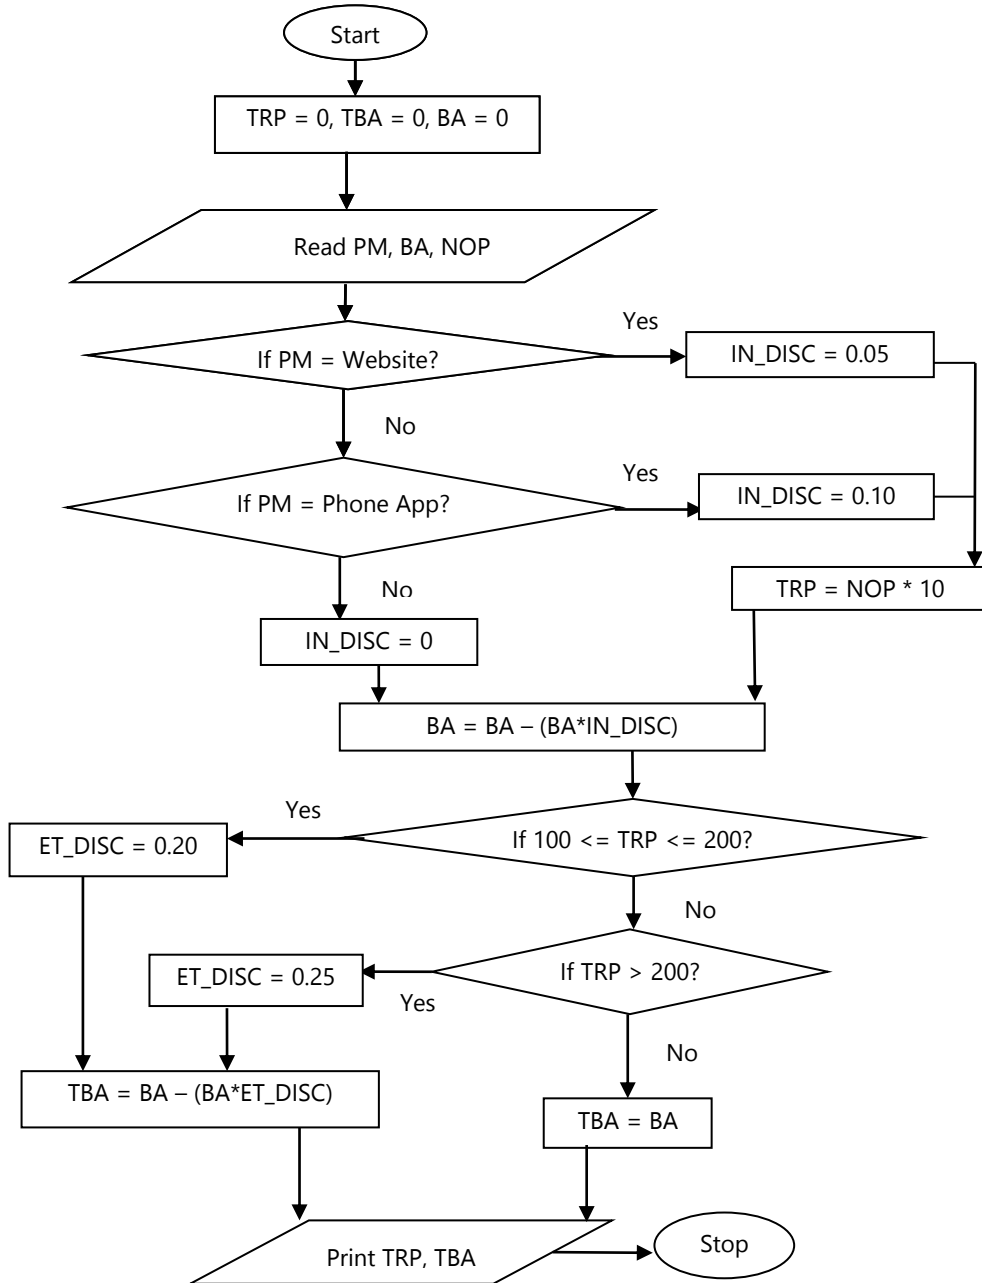 Start
TRP = 0, TBA = 0, BA = 0
Read PM, BA, NOP
If PM = Website?
Yes
IN_DISC = 0.05
No
If PM = Phone App?
Yes
IN_DISC = 0.10
No
TRP = NOP * 10
IN_DISC = 0
BA = BA – (BA*IN_DISC)
If 100 <= TRP <= 200?
Yes
ET_DISC = 0.20
No
If TRP > 200?
Yes
ET_DISC = 0.25
No
TBA = BA – (BA*ET_DISC)
TBA = BA
Print TRP, TBA
Stop